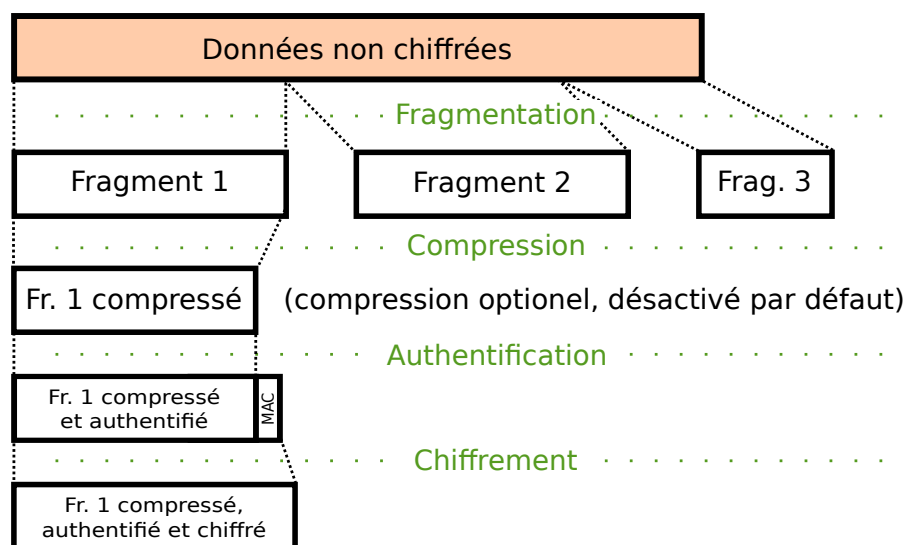 Données non chiffrées
Fragmentation
Fragment 1
Fragment 2
Frag. 3
Compression
Fr. 1 compressé
(compression optionel, désactivé par défaut)
Authentification
Fr. 1 compressé
et authentifié
MAC
Chiffrement
Fr. 1 compressé,
authentifié et chiffré